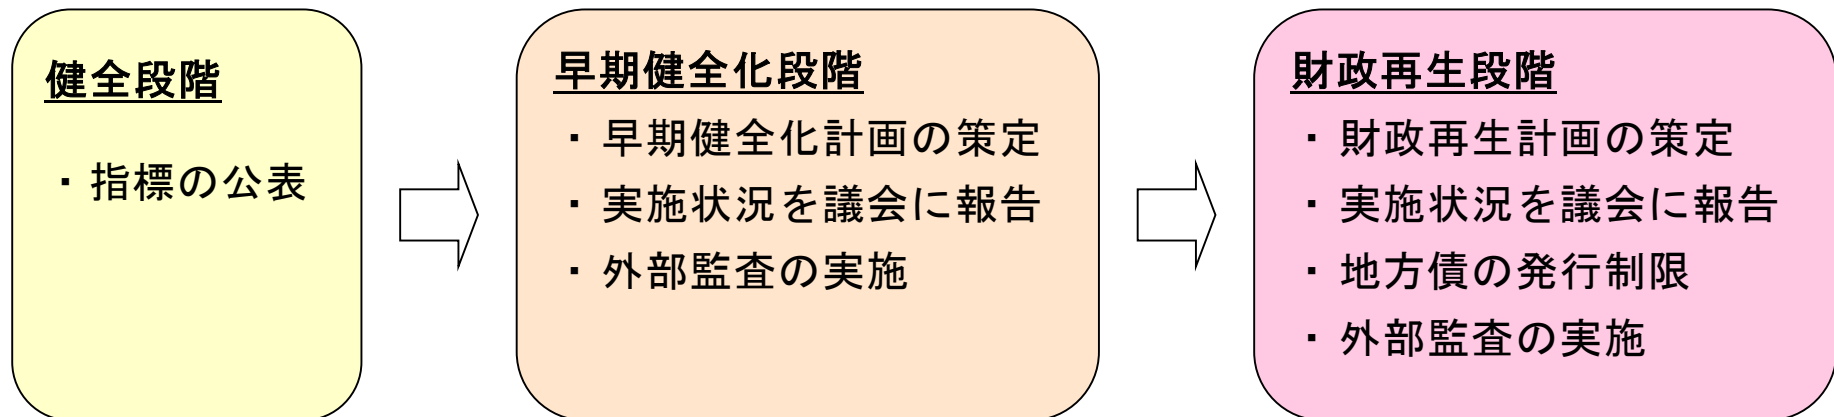 健全段階
・指標の公表
早期健全化段階
・早期健全化計画の策定
・実施状況を議会に報告
・外部監査の実施
財政再生段階
・財政再生計画の策定
・実施状況を議会に報告
・地方債の発行制限
・外部監査の実施